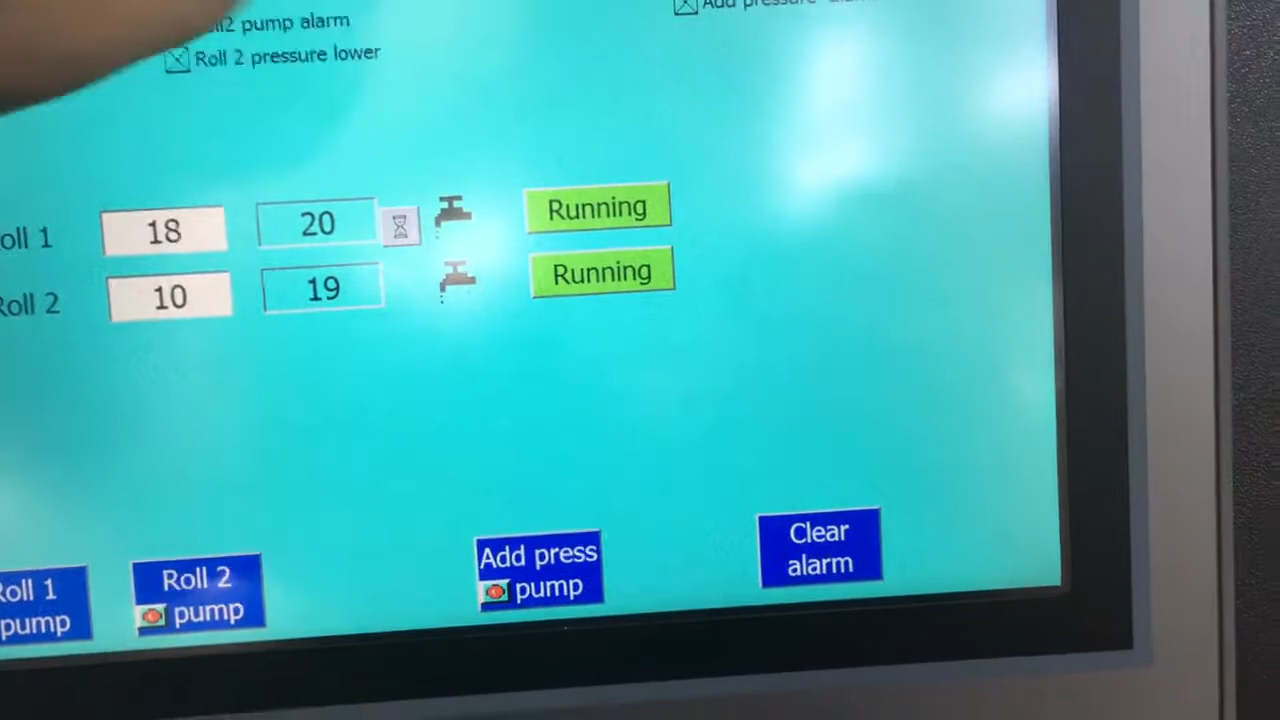 pump alarm
Add pressure
Roll 2 pressure lower
oll 1 18 20 Running
Roll 2 10 19 Running
Roll 1
pump
Roll 2
pump
Add press
pump
Clear
alarm